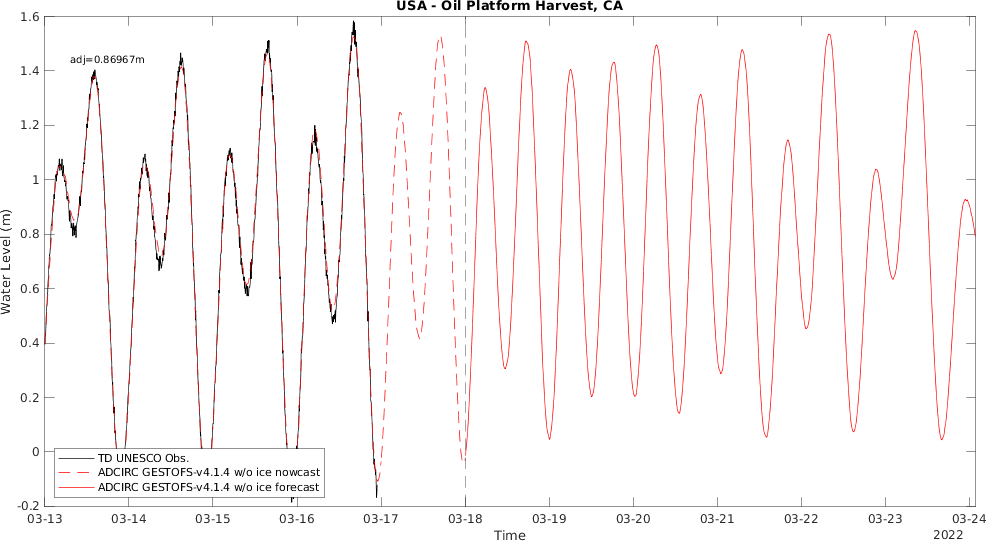 USA - Oil Platform Harvest, CA
adj=0.86967m
Water Level (m)
1.6
1.4
1.2
1
0.8
0.6
0.4
0.2
0
-0.2
TD UNESCO Obs.
ADCIRC GESTOFS-v4.1.4 w/o ice nowcast
ADCIRC GESTOFS-v4.1.4 w/o ice forecast
03-13 03-14 03-15 03-16 03-17 03-18 03-19 03-20 03-21 03-22 03-23 03-24
Time
2022